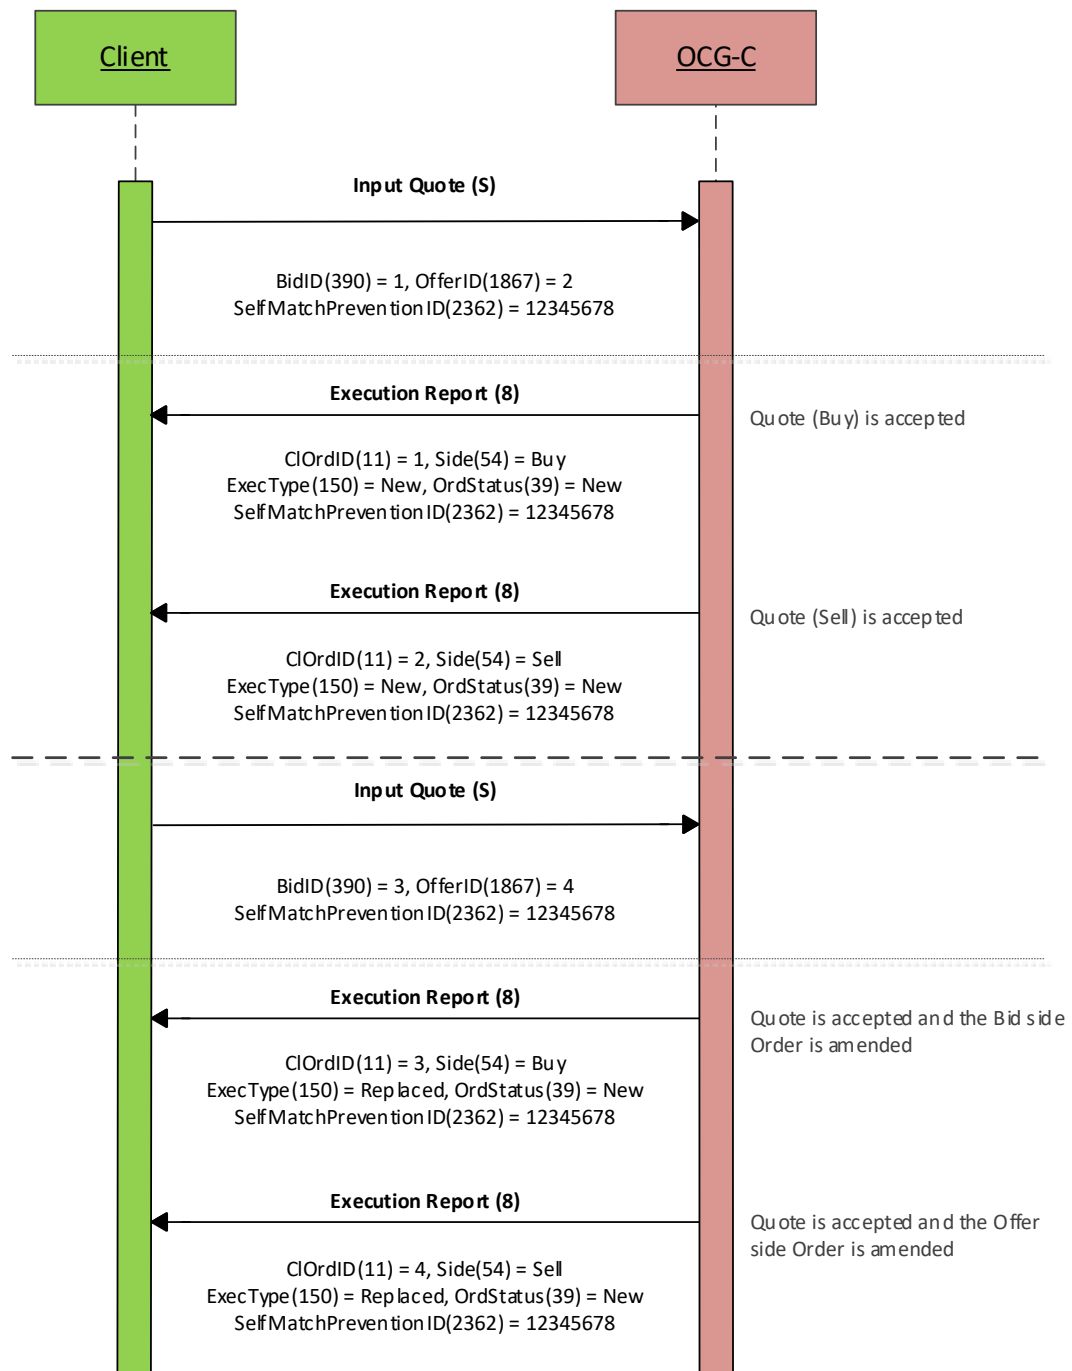 Client
OCG-C
Input Quote (S)
BidID(390) = 1, OfferID(1867) = 2
SelfMatchPreventionID(2362) = 12345678
Execution Report (8)
Quote (Buy) is accepted
ClOrdID(11) = 1, Side(54) = Buy
ExecType(150) = New, OrdStatus(39) = New
SelfMatchPreventionID(2362) = 12345678
Execution Report (8)
Quote (Sell) is accepted
ClOrdID(11) = 2, Side(54) = Sell
ExecType(150) = New, OrdStatus(39) = New
SelfMatchPreventionID(2362) = 12345678
Input Quote (S)
BidID(390) = 3, OfferID(1867) = 4
SelfMatchPreventionID(2362) = 12345678
Execution Report (8)
Quote is accepted and the Bid side
Order is amended
ClOrdID(11) = 3, Side(54) = Buy
ExecType(150) = Replaced, OrdStatus(39) = New
SelfMatchPreventionID(2362) = 12345678
Execution Report (8)
Quote is accepted and the Offer
side Order is amended
ClOrdID(11) = 4, Side(54) = Sell
ExecType(150) = Replaced, OrdStatus(39) = New
SelfMatchPreventionID(2362) = 12345678